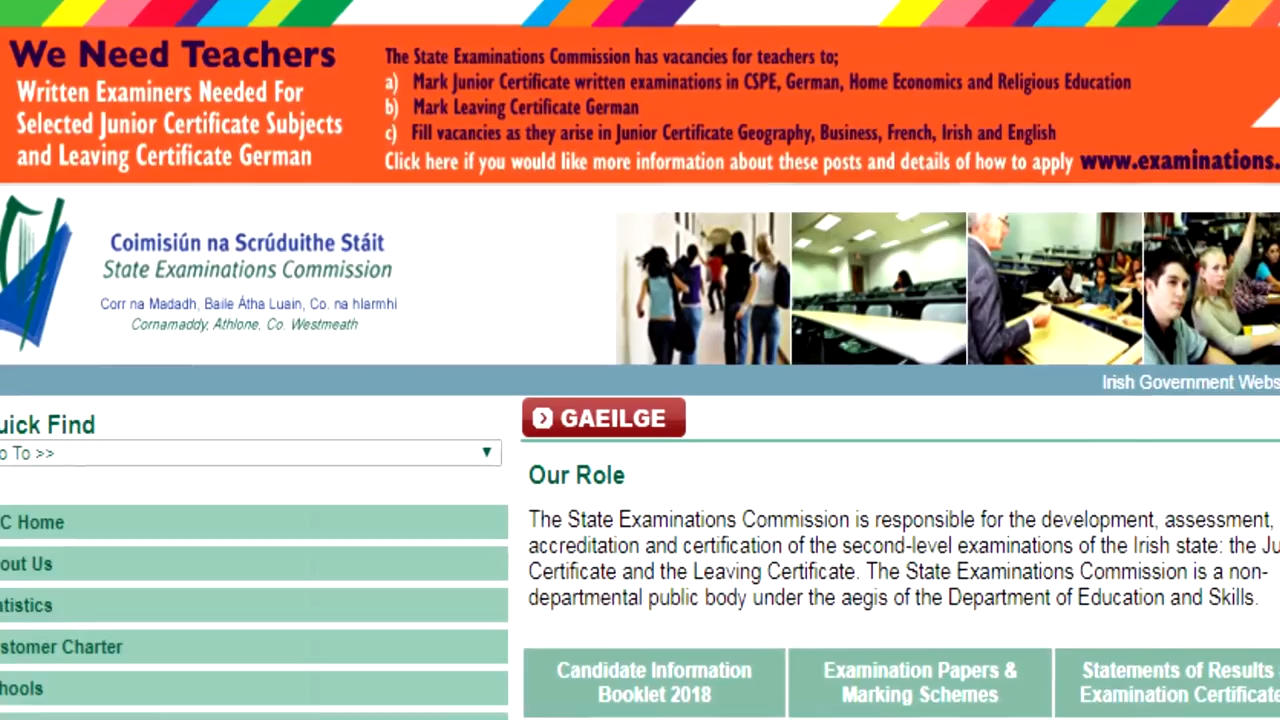 We Need Teachers
Written Examiners Needed For
Selected Junior Certificate Subjects
and Leaving Certificate German
The State Examinations Commission has vacancies for teachers to;
a) Mark Junior Certificate written examinations in CSPE, German, Home Economics and Religious Education
b) Mark Leaving Certificate German
c) Fill vacancies as they arise in Junior Certificate Geography, Business, French, Irish and English
Click here if you would like more information about these posts and details of how to apply www.examinations.
Coimisiún na Scrúduithe Stáit
State Examinations Commission
Corr na Madadh, Baile Átha Luain, Co. na hIarmhi
Cornamaddy, Athlone, Co. Westmeath
Irish Government Webs
uick Find
o To >>
GAEILGE
Our Role
The State Examinations Commission is responsible for the development, assessment,
accreditation and certification of the second-level examinations of the Irish state: the Ju
Certificate and the Leaving Certificate. The State Examinations Commission is a non-
departmental public body under the aegis of the Department of Education and Skills.
C Home
out Us
atistics
stomer Charter
hools
Candidate Information
Booklet 2018
Examination Papers &
Marking Schemes
Statements of Results
Examination Certificate